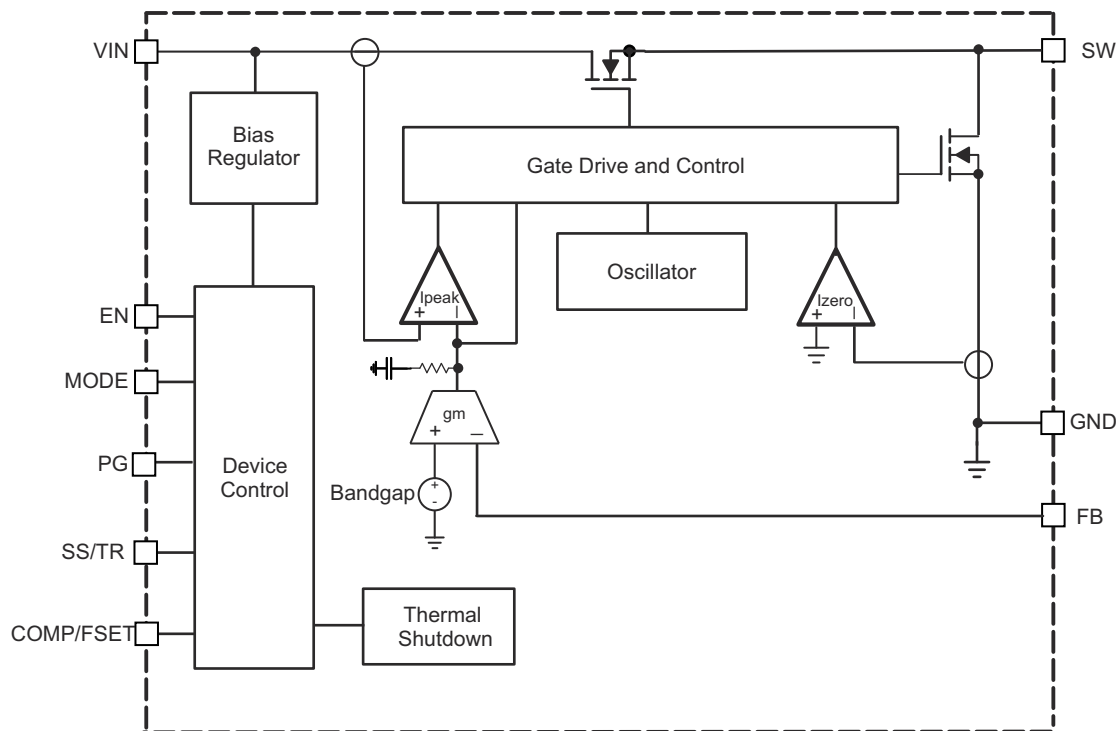 VIN
SW
Bias
Regulator
Gate Drive and Control
Ipeak
+ –
Oscillator
Izero
+ –
EN
MODE
gm
+ –
GND
PG
Device
Control
Bandgap
+
-
FB
SS/TR
COMP/FSET
Thermal
Shutdown